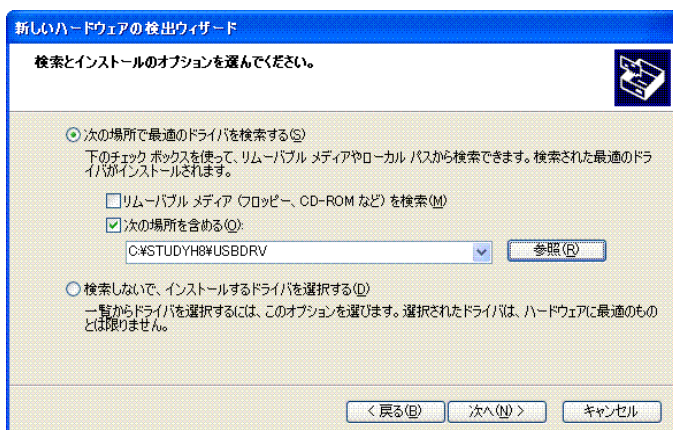 新しいハードウェアの検出ウィザード
検索とインストールのオプションを選んでください。
次の場所で最適のドライバを検索する(S)
下のチェック ボックスを使って、リムーバブル メディアやローカル パスから検索できます。検索された最適のドラ
イバがインストールされます。
リムーバブル メディア (フロッピー、CD-ROM など) を検索(M)
次の場所を含める(O):
C:¥STUDYH8¥USBDRV
参照(R)
検索しないで、インストールするドライバを選択する(D)
一覧からドライバを選択するには、このオプションを選びます。選択されたドライバは、ハードウェアに最適のもの
とは限りません。
< 戻る(B)
次へ(N) >
キャンセル